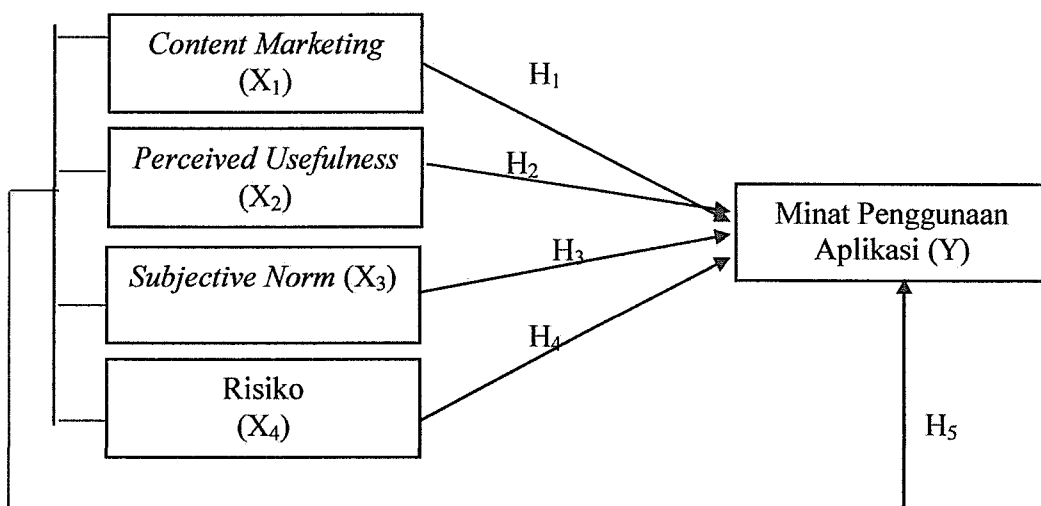 Content Marketing
(X₁)
H₁
Perceived Usefulness
(X₂)
H₂
Minat Penggunaan
Aplikasi (Y)
Subjective Norm (X₃)
H₃
H₄
Risiko
(X₄)
H₅